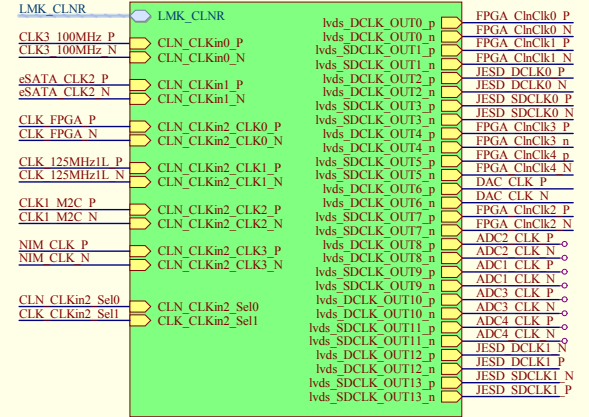 LMK_CLNR
CLK3_100MHz_P
CLK3_100MHz_N
eSATA_CLK2_P
eSATA_CLK2_N
CLK_FPGA_P
CLK_FPGA_N
CLK_125MHz1L_P
CLK_125MHz1L_N
CLK1_M2C_P
CLK1_M2C_N
NIM_CLK_P
NIM_CLK_N
CLN_CLKin2_Sel0
CLK_CLKin2_Sel1
LMK_CLNR
CLN_CLKin0_P
CLN_CLKin0_N
CLN_CLKin1_P
CLN_CLKin1_N
CLN_CLKin2_CLK0_P
CLN_CLKin2_CLK0_N
CLN_CLKin2_CLK1_P
CLN_CLKin2_CLK1_N
CLN_CLKin2_CLK2_P
CLN_CLKin2_CLK2_N
CLN_CLKin2_CLK3_P
CLN_CLKin2_CLK3_N
CLN_CLKin2_Sel0
CLK_CLKin2_Sel1
lvds_DCLK_OUT0_p
lvds_DCLK_OUT0_n
lvds_SDCLK_OUT1_p
lvds_SDCLK_OUT1_n
lvds_DCLK_OUT2_p
lvds_DCLK_OUT2_n
lvds_SDCLK_OUT3_p
lvds_SDCLK_OUT3_n
lvds_DCLK_OUT4_p
lvds_DCLK_OUT4_n
lvds_SDCLK_OUT5_p
lvds_SDCLK_OUT5_n
lvds_DCLK_OUT6_p
lvds_DCLK_OUT6_n
lvds_SDCLK_OUT7_p
lvds_SDCLK_OUT7_n
lvds_DCLK_OUT8_p
lvds_DCLK_OUT8_n
lvds_SDCLK_OUT9_p
lvds_SDCLK_OUT9_n
lvds_DCLK_OUT10_p
lvds_DCLK_OUT10_n
lvds_SDCLK_OUT11_p
lvds_SDCLK_OUT11_n
lvds_DCLK_OUT12_p
lvds_DCLK_OUT12_n
lvds_SDCLK_OUT13_p
lvds_SDCLK_OUT13_n
FPGA_ClnClk0_P
FPGA_ClnClk0_N
FPGA_ClnClk1_P
FPGA_ClnClk1_N
JESD_DCLK0_P
JESD_DCLK0_N
JESD_SDCLK0_P
JESD_SDCLK0_N
FPGA_ClnClk3_P
FPGA_ClnClk3_n
FPGA_ClnClk4_p
FPGA_ClnClk4_N
DAC_CLK_P
DAC_CLK_N
FPGA_ClnClk2_P
FPGA_ClnClk2_N
ADC2_CLK_P
ADC2_CLK_N
ADC1_CLK_P
ADC1_CLK_N
ADC3_CLK_P
ADC3_CLK_N
ADC4_CLK_P
ADC4_CLK_N
JESD_DCLK1_N
JESD_DCLK1_P
JESD_SDCLK1_N
JESD_SDCLK1_P